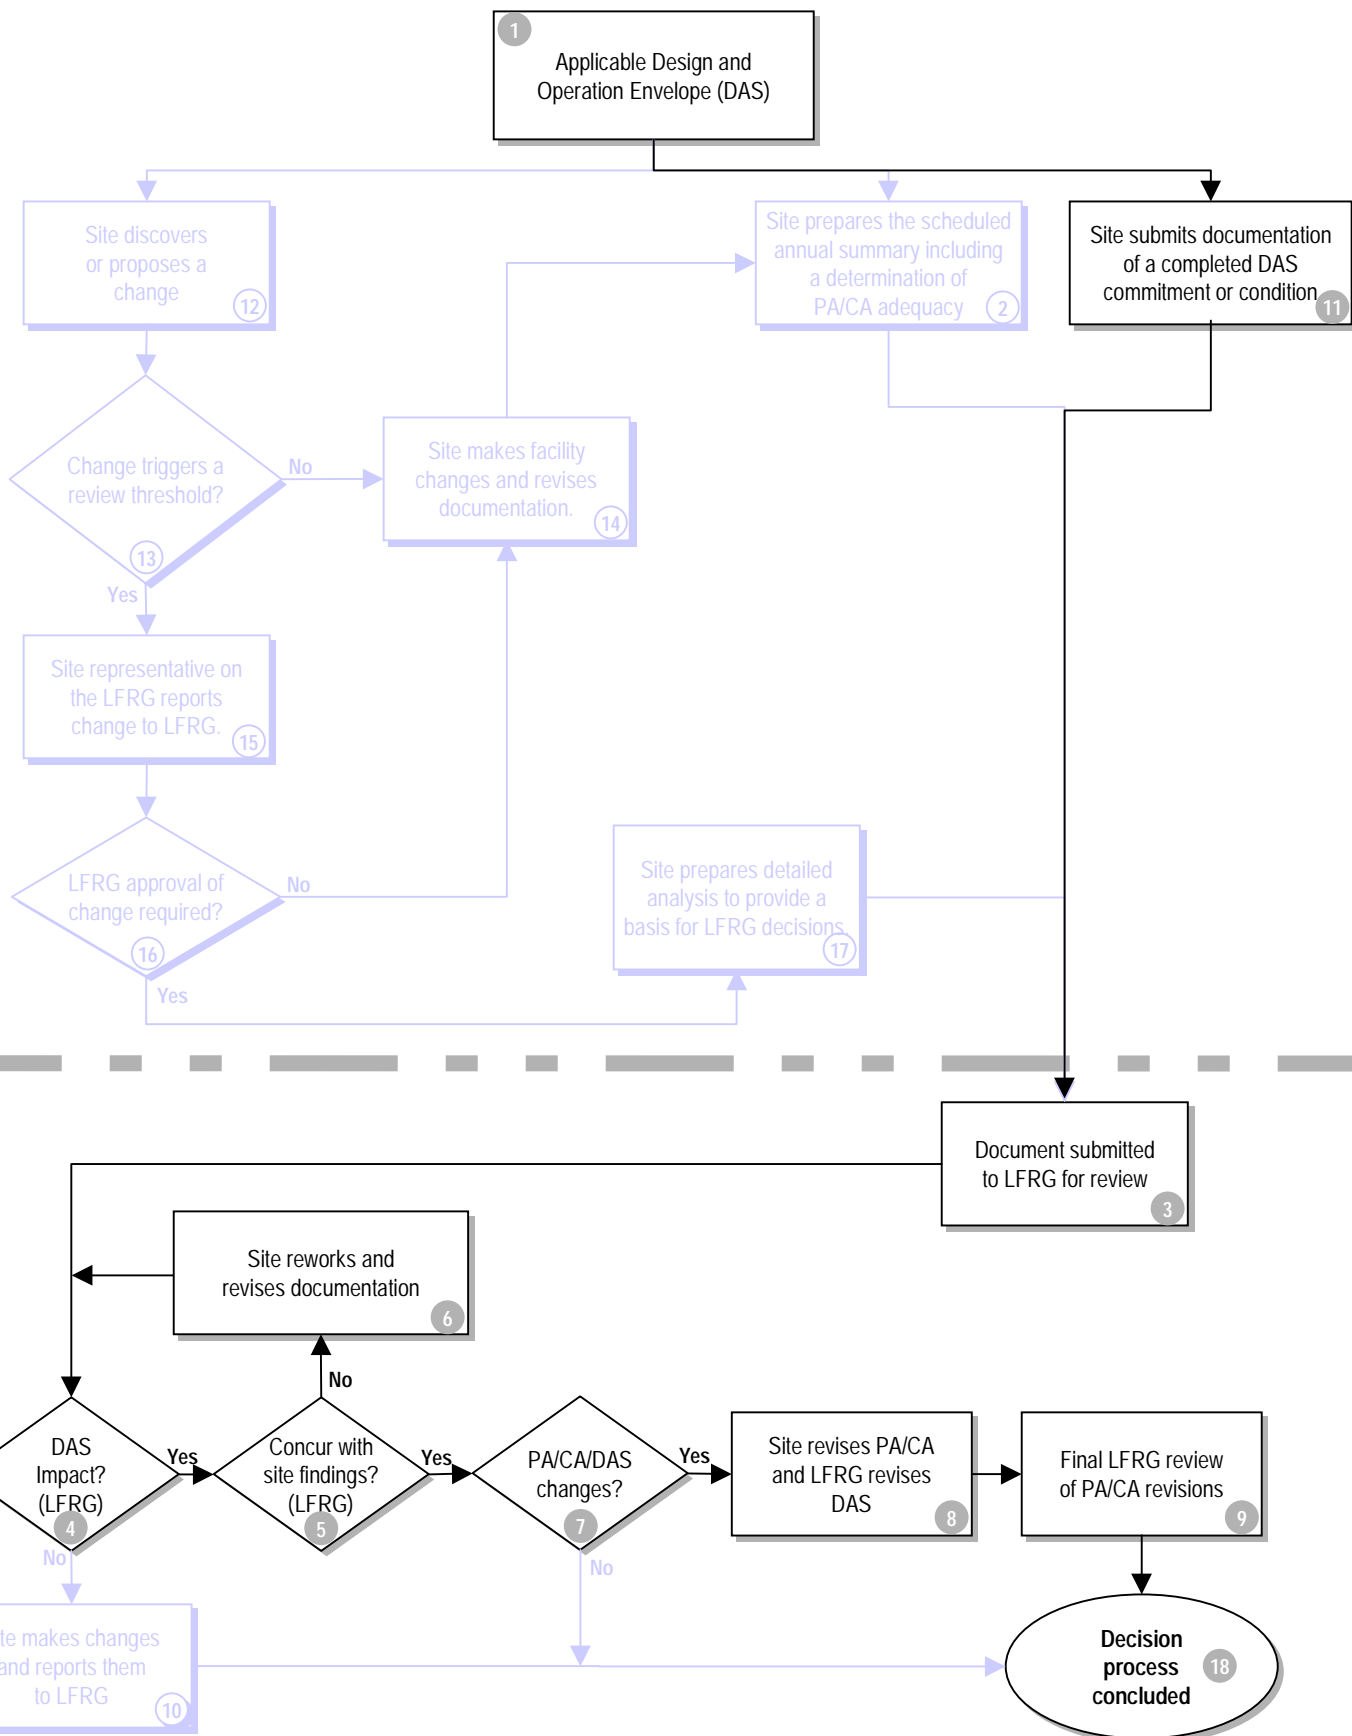 1
Applicable Design and
Operation Envelope (DAS)
Site discovers
or proposes a
change
12
Site prepares the scheduled
annual summary including
a determination of
PA/CA adequacy
2
Site submits documentation
of a completed DAS
commitment or condition
11
Change triggers a
review threshold?
13
No
Yes
Site makes facility
changes and revises
documentation.
14
Site representative on
the LFRG reports
change to LFRG.
15
LFRG approval of
change required?
16
No
Yes
Site prepares detailed
analysis to provide a
basis for LFRG decisions.
17
Document submitted
to LFRG for review
3
Site reworks and
revises documentation
6
No
DAS
Impact?
(LFRG)
4
Yes
No
Concur with
site findings?
(LFRG)
5
Yes
PA/CA/DAS
changes?
7
Yes
No
Site revises PA/CA
and LFRG revises
DAS
8
Final LFRG review
of PA/CA revisions
9
te makes changes
and reports them
to LFRG
10
Decision
process
concluded
18